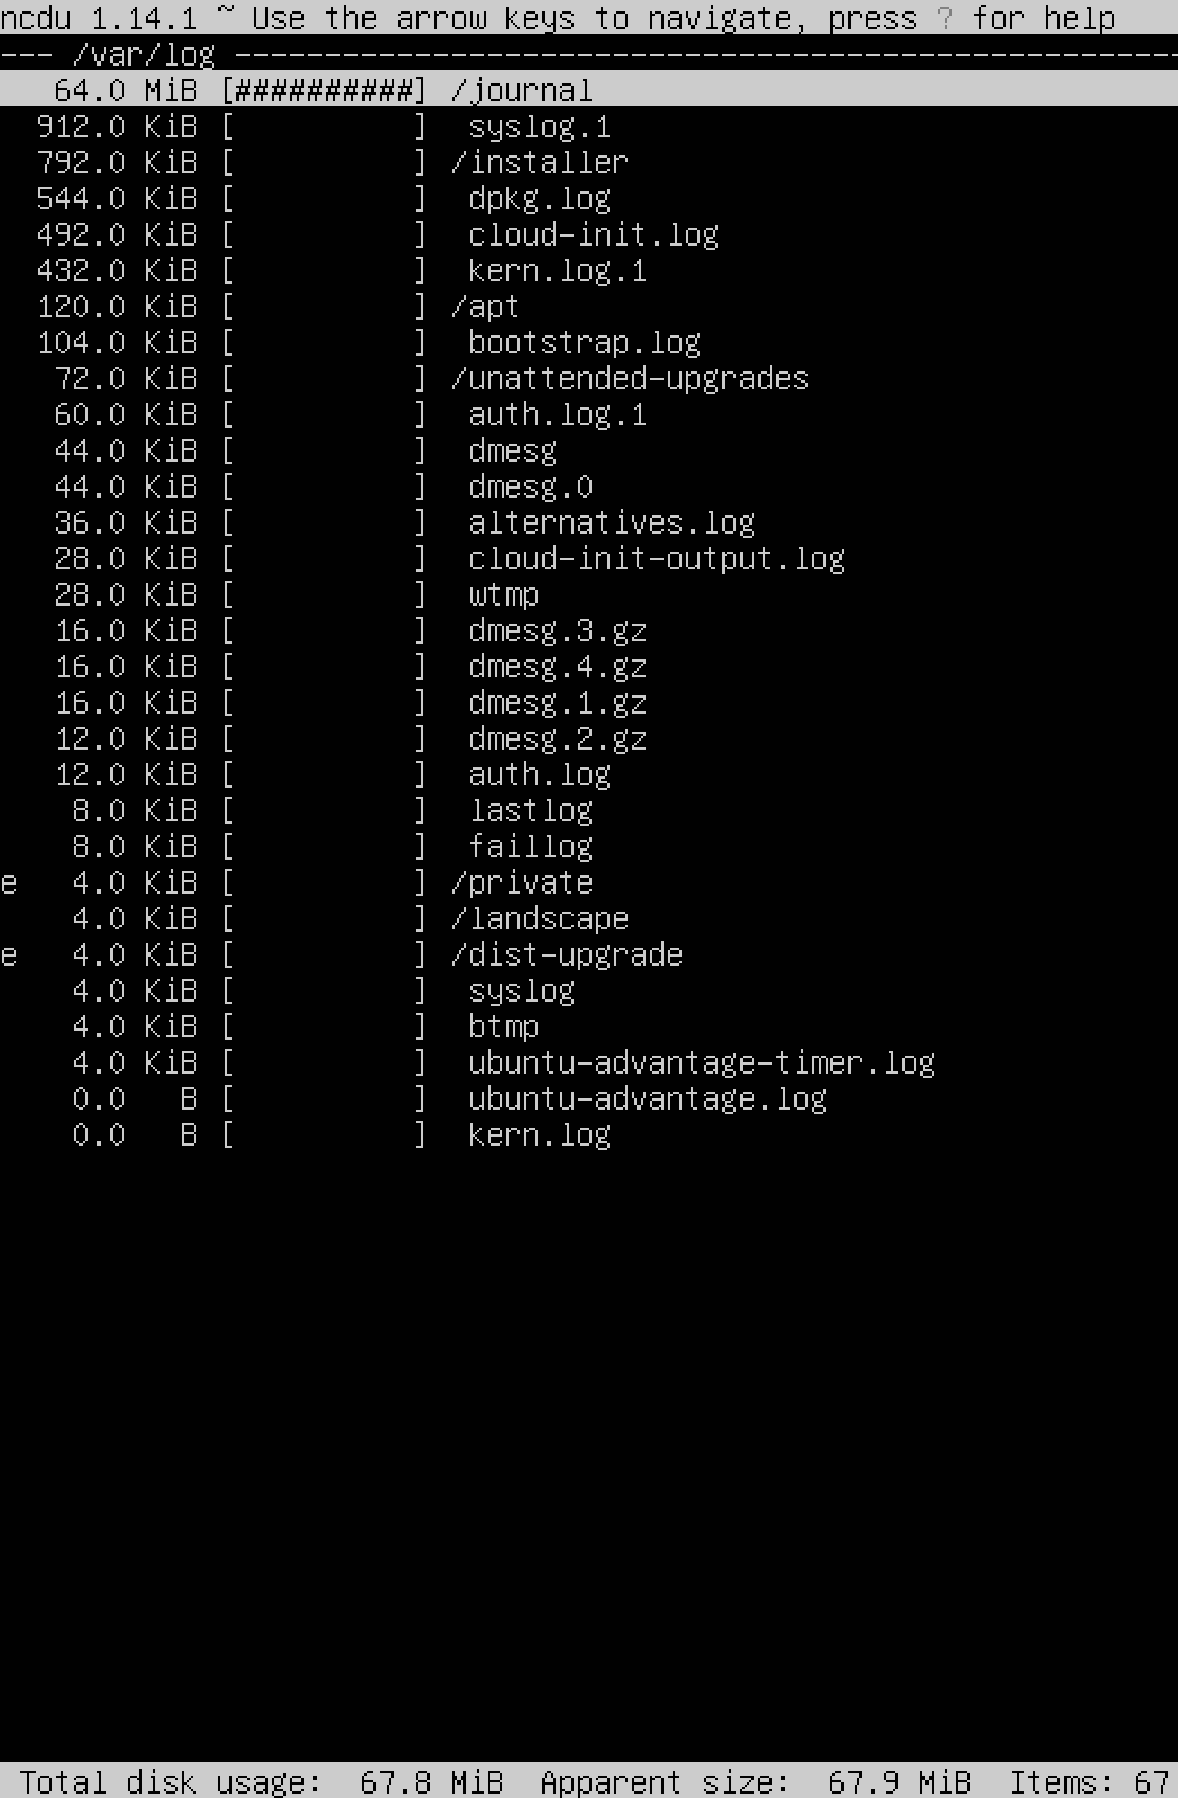 ncdu 1.14.1 ~ Use the arrow keys to navigate, press ? for help
--- /var/log -----------------------------------------------------
   64.0 MiB [##########] /journal
  912.0 KiB [          ]  syslog.1
  792.0 KiB [          ] /installer
  544.0 KiB [          ]  dpkg.log
  492.0 KiB [          ]  cloud-init.log
  432.0 KiB [          ]  kern.log.1
  120.0 KiB [          ] /apt
  104.0 KiB [          ]  bootstrap.log
   72.0 KiB [          ] /unattended-upgrades
   60.0 KiB [          ]  auth.log.1
   44.0 KiB [          ]  dmesg
   44.0 KiB [          ]  dmesg.0
   36.0 KiB [          ]  alternatives.log
   28.0 KiB [          ]  cloud-init-output.log
   28.0 KiB [          ]  wtmp
   16.0 KiB [          ]  dmesg.3.gz
   16.0 KiB [          ]  dmesg.4.gz
   16.0 KiB [          ]  dmesg.1.gz
   12.0 KiB [          ]  dmesg.2.gz
   12.0 KiB [          ]  auth.log
    8.0 KiB [          ]  lastlog
    8.0 KiB [          ]  faillog
e   4.0 KiB [          ] /private
    4.0 KiB [          ] /landscape
e   4.0 KiB [          ] /dist-upgrade
    4.0 KiB [          ]  syslog
    4.0 KiB [          ]  btmp
    4.0 KiB [          ]  ubuntu-advantage-timer.log
    0.0   B [          ]  ubuntu-advantage.log
    0.0   B [          ]  kern.log
 Total disk usage:  67.8 MiB  Apparent size:  67.9 MiB  Items: 67